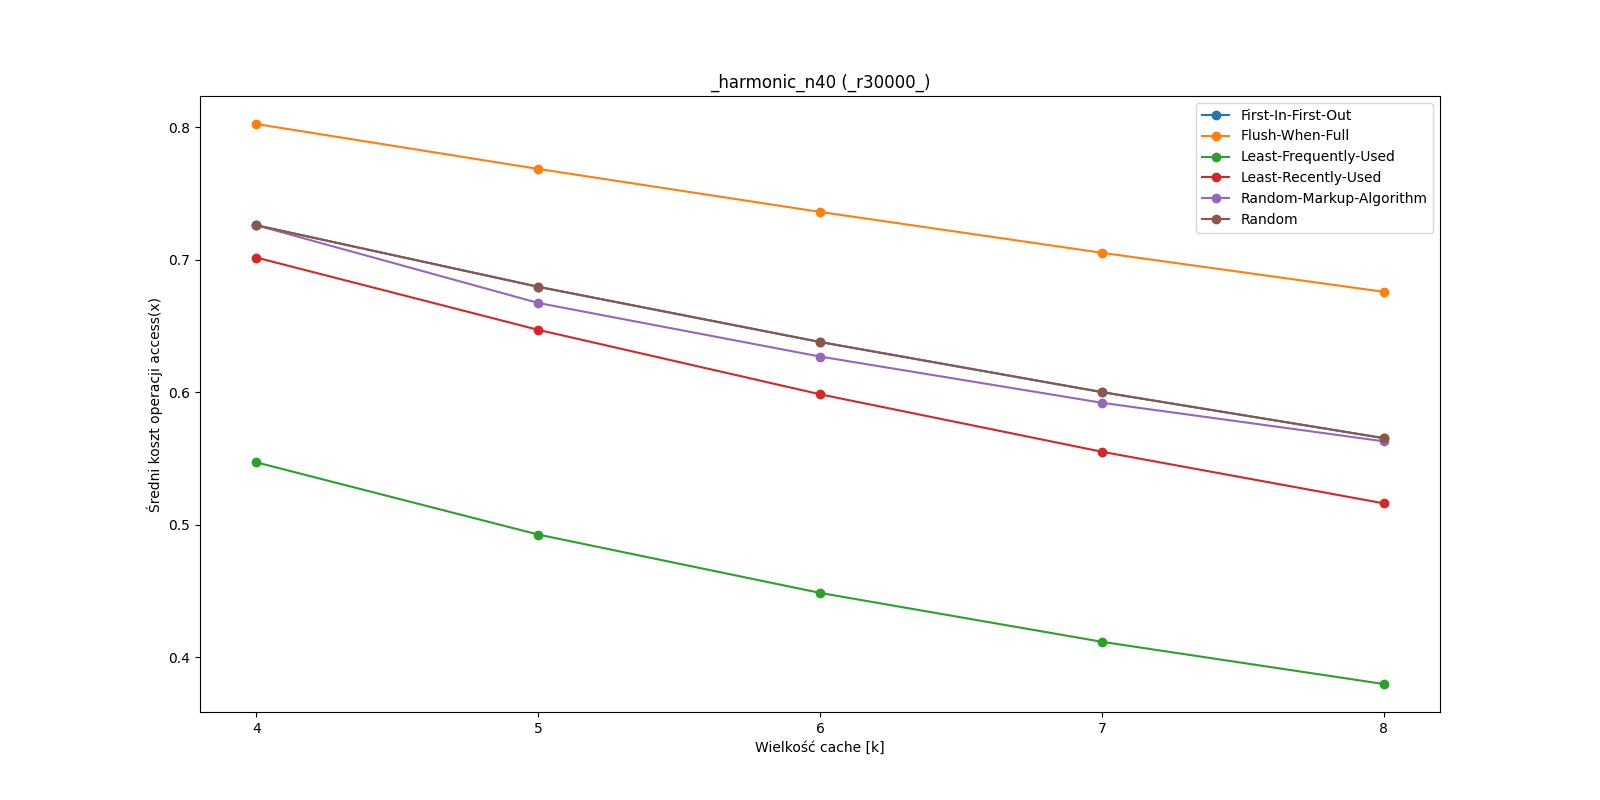 _harmonic_n40 (_r30000_)
First-In-First-Out
Flush-When-Full
Least-Frequently-Used
Least-Recently-Used
Random-Markup-Algorithm
Random
0.8
0.7
0.6
0.5
0.4
Średni koszt operacji access(x)
4 5 6 7 8
Wielkość cache [k]